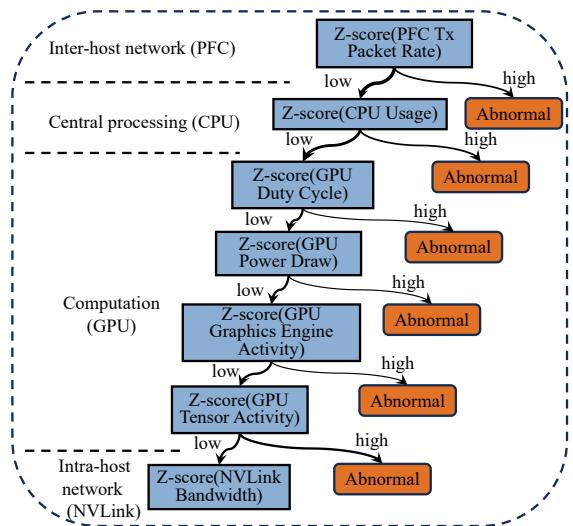 Inter-host network (PFC)
Z-score(PFC Tx
Packet Rate)
low
high
Central processing (CPU)
Z-score(CPU Usage)
Abnormal
low
high
Z-score(GPU
Duty Cycle)
Abnormal
low
high
Z-score(GPU
Power Draw)
Abnormal
low
high
Computation
(GPU)
Z-score(GPU
Graphics Engine
Activity)
Abnormal
low
high
Z-score(GPU
Tensor Activity)
Abnormal
low
high
Intra-host
network
(NVLink)
Z-score(NVLink
Bandwidth)
Abnormal